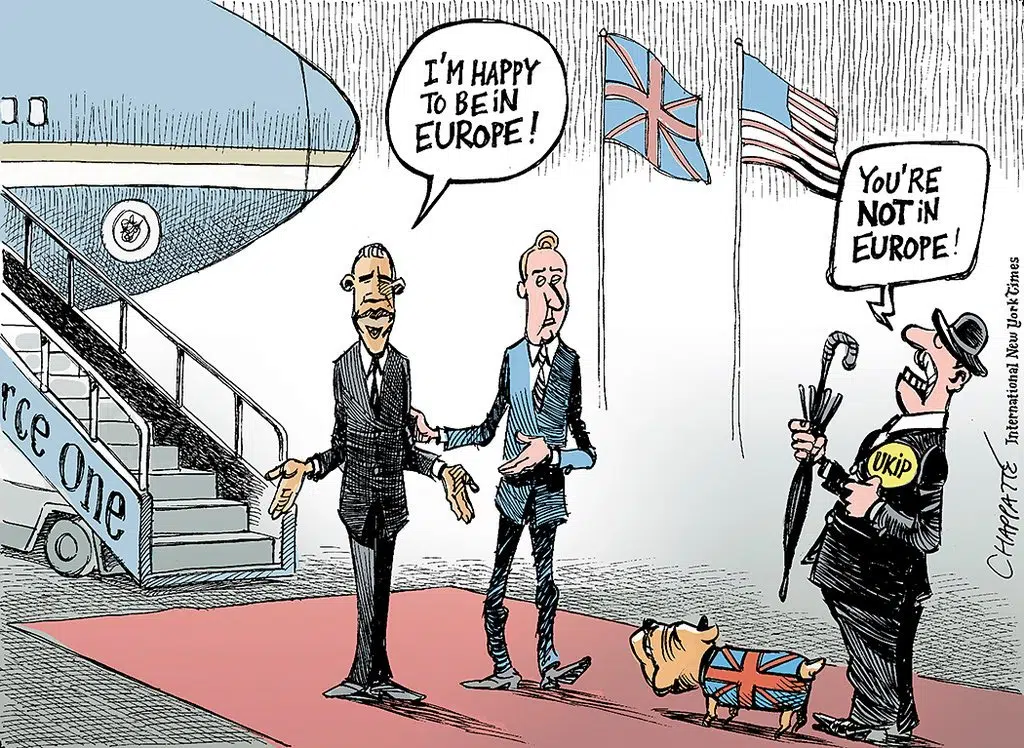 I'M HAPPY
TO BE IN
EUROPE!
YOU'RE
NOT IN
EUROPE!
rce One
UKIP
CHAPPATTE
International New York Times